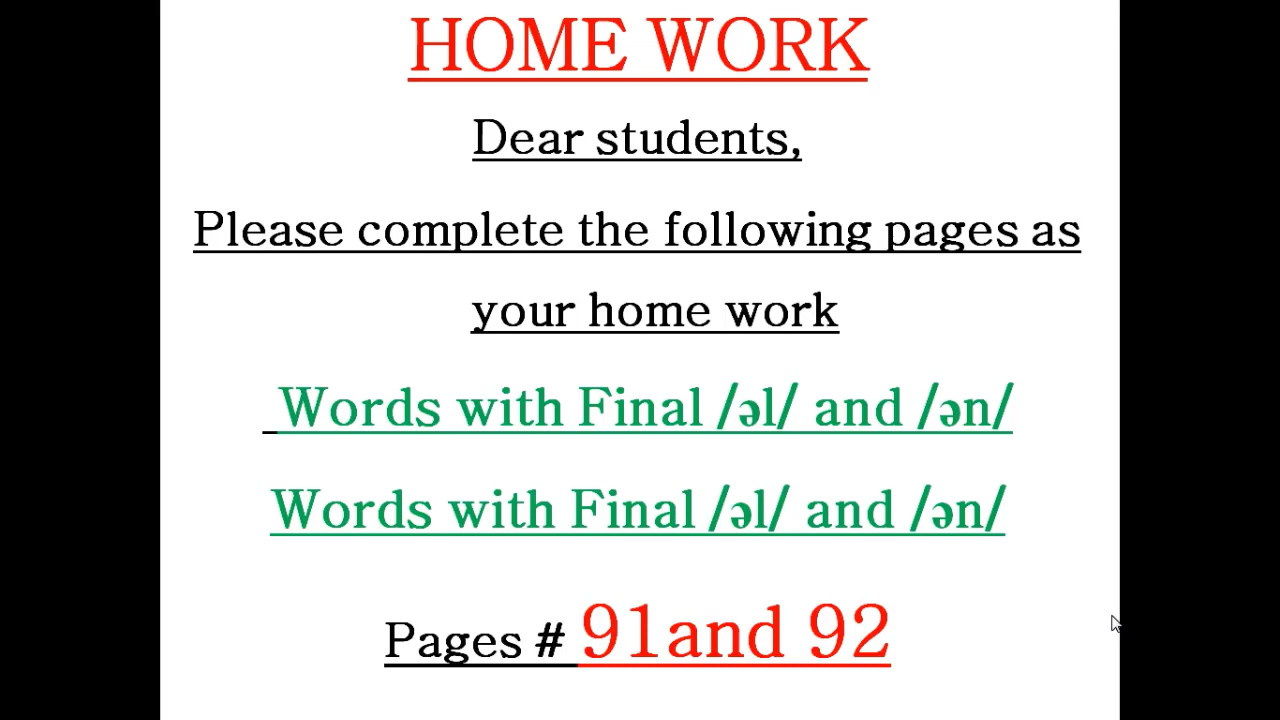 HOME WORK
Dear students,
Please complete the following pages as
your home work
Words with Final /əl/ and /ən/
Words with Final /əl/ and /ən/
Pages # 91and 92